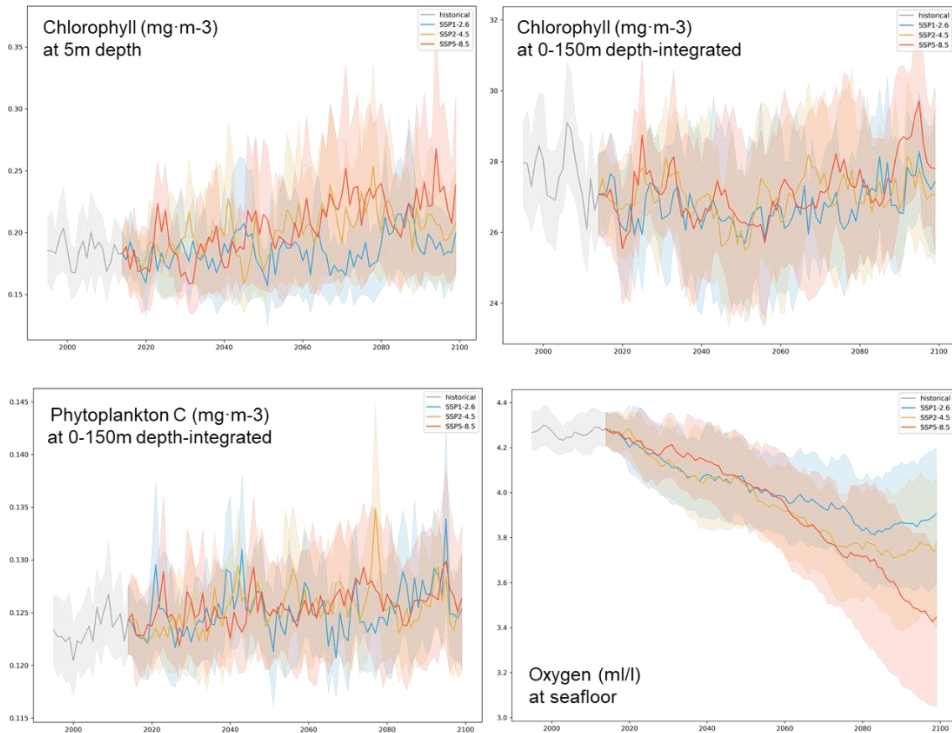 Chlorophyll (mg·m-3)
at 5m depth
historical
SSP1-2.6
SSP2-4.5
SSP5-8.5
0.35
0.30
0.25
0.20
0.15
2000
2020
2040
2060
2080
2100
Chlorophyll (mg·m-3)
at 0-150m depth-integrated
historical
SSP1-2.6
SSP2-4.5
SSP5-8.5
32
30
28
26
24
2000
2020
2040
2060
2080
2100
Phytoplankton C (mg·m-3)
at 0-150m depth-integrated
historical
SSP1-2.6
SSP2-4.5
SSP5-8.5
0.145
0.140
0.135
0.130
0.125
0.120
0.115
2000
2020
2040
2060
2080
2100
historical
SSP1-2.6
SSP2-4.5
SSP5-8.5
4.4
4.2
4.0
3.8
3.6
3.4
3.2
3.0
Oxygen (ml/l)
at seafloor
2000
2020
2040
2060
2080
2100